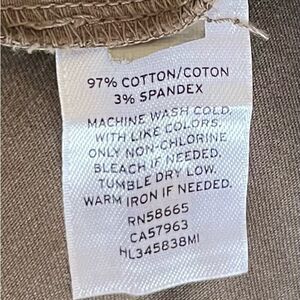 97% COTTON/COTON
3% SPANDEX
MACHINE WASH COLD,
WITH LIKE COLORS.
ONLY NON-CHLORINE
BLEACH IF NEEDED.
TUMBLE DRY LOW.
WARM IRON IF NEEDED.
RN58665
CA57963
HL345838MI